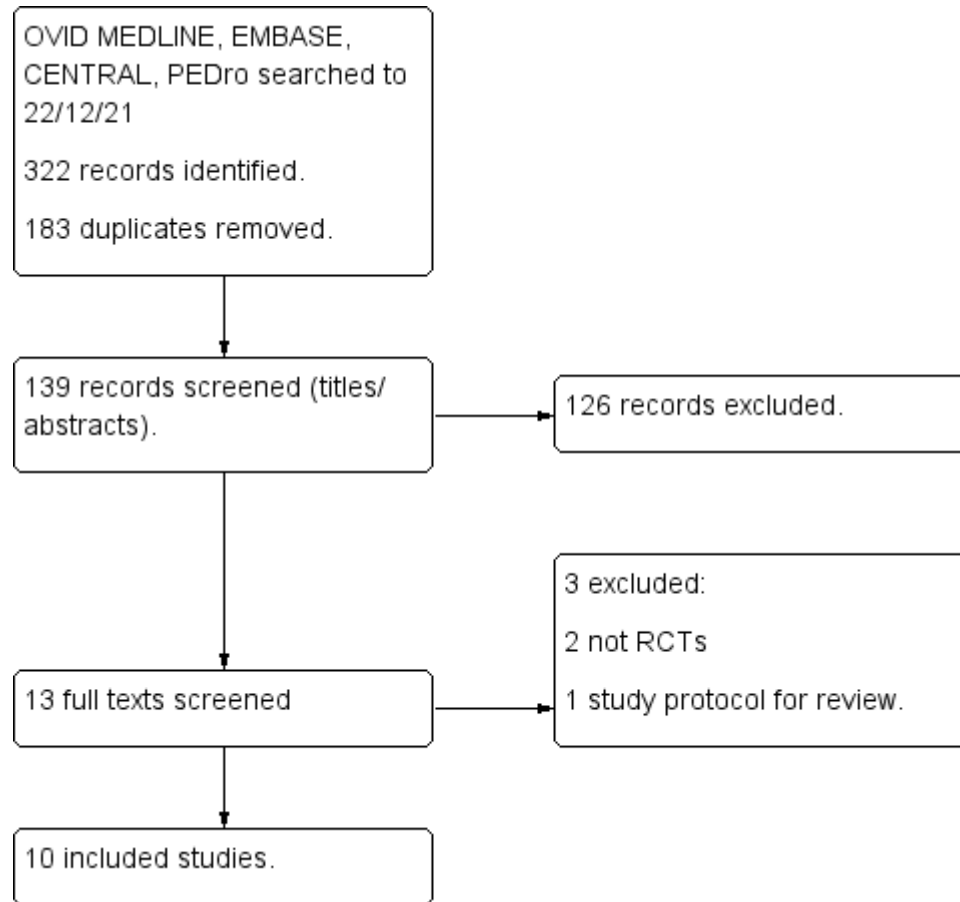 OVID MEDLINE, EMBASE,
CENTRAL, PEDro searched to
22/12/21
322 records identified.
183 duplicates removed.
139 records screened (titles/
abstracts).
126 records excluded.
3 excluded:
2 not RCTs
1 study protocol for review.
13 full texts screened
10 included studies.